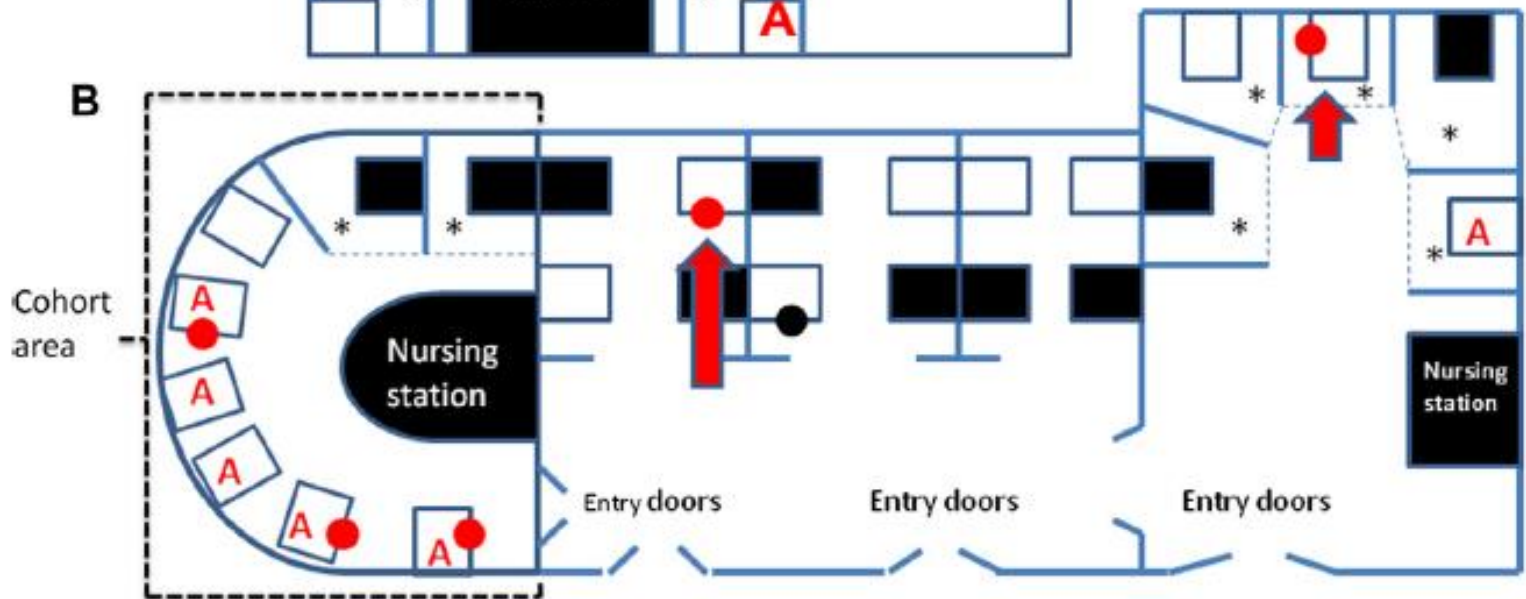 A
B
*
*
*
*
*
A
*
A
Cohort
area
Nursing
station
A
*
A
Nursing
station
A
A
Entry doors
Entry doors
Entry doors